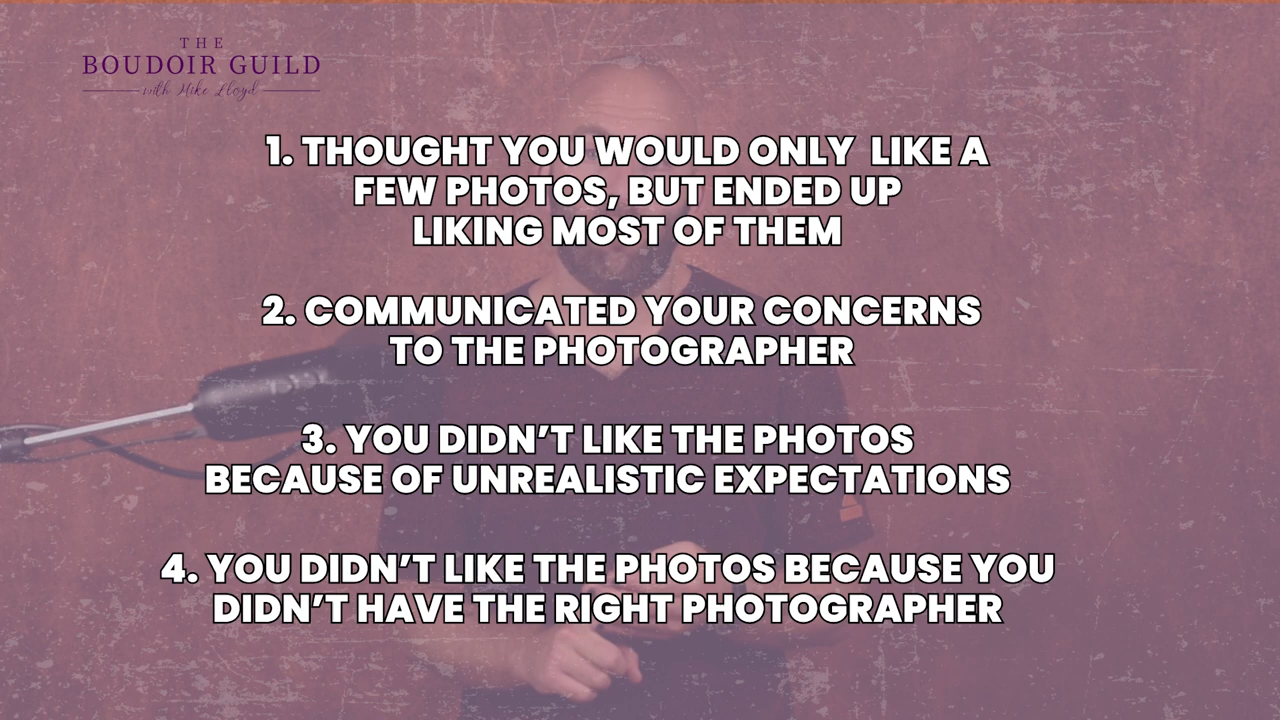 THE
BOUDOIR GUILD
with Mike Lloyd
1. THOUGHT YOU WOULD ONLY LIKE A
FEW PHOTOS, BUT ENDED UP
LIKING MOST OF THEM
2. COMMUNICATED YOUR CONCERNS
TO THE PHOTOGRAPHER
3. YOU DIDN’T LIKE THE PHOTOS
BECAUSE OF UNREALISTIC EXPECTATIONS
4. YOU DIDN’T LIKE THE PHOTOS BECAUSE YOU
DIDN’T HAVE THE RIGHT PHOTOGRAPHER